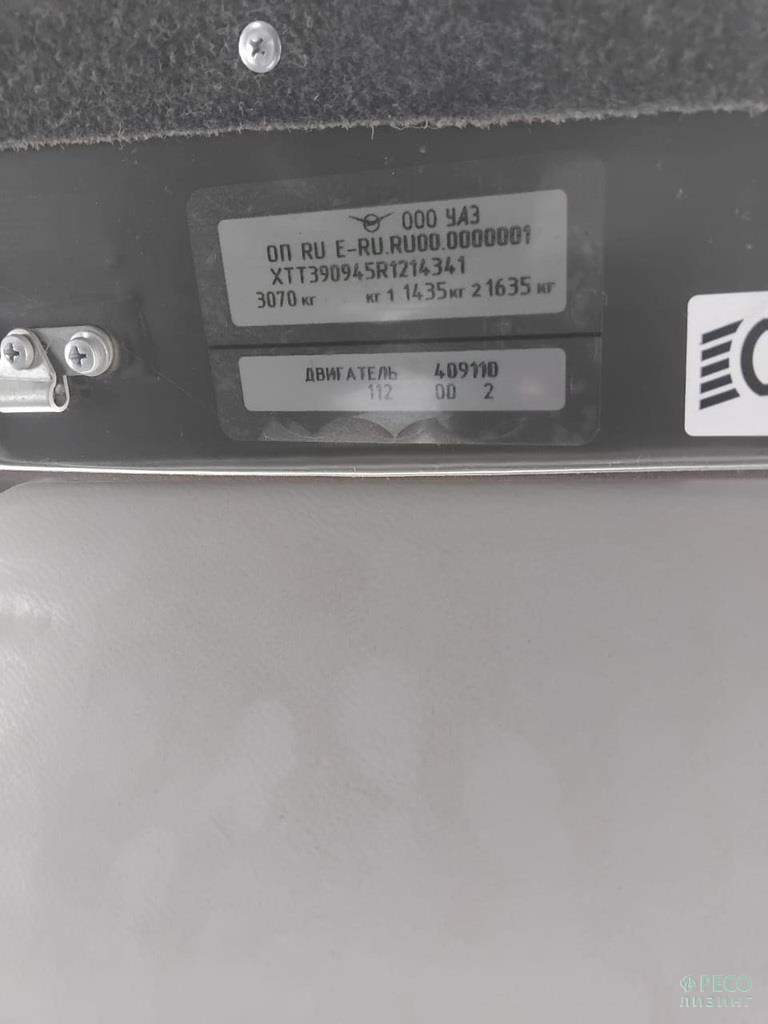 ООО УАЗ
ОП RU E-RU.RU00.0000001
XTT390945R1214341
3070 кг кг 1 1435 кг 2 1635 кг
ДВИГАТЕЛЬ 409110
112 00 2
РЕСО
ЛИЗИНГ